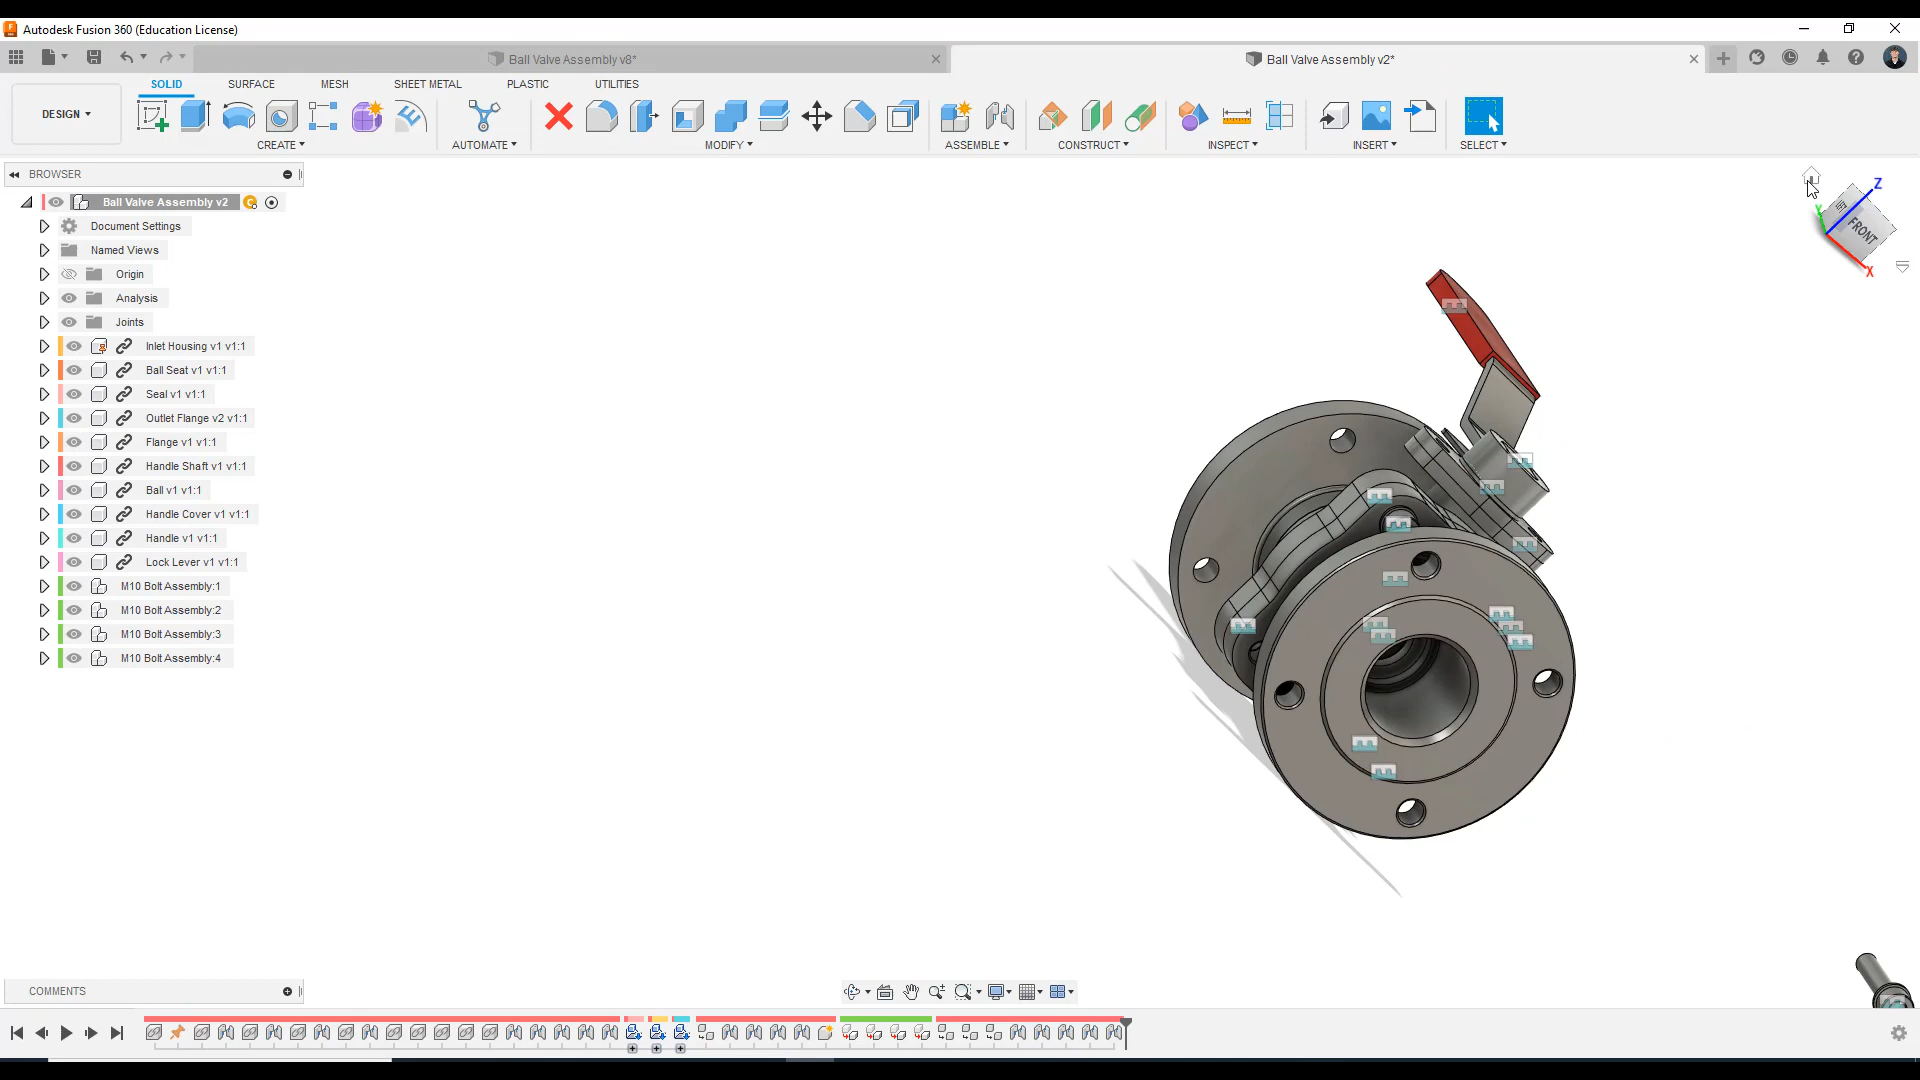 Autodesk Fusion 360 (Education License)
Ball Valve Assembly v8*
Ball Valve Assembly v2*
SOLID
SURFACE
MESH
SHEET METAL
PLASTIC
UTILITIES
DESIGN
CREATE
AUTOMATE
MODIFY
ASSEMBLE
CONSTRUCT
INSPECT
INSERT
SELECT
BROWSER
Ball Valve Assembly v2
Document Settings
Named Views
Origin
Analysis
Joints
Inlet Housing v1 v1:1
Ball Seat v1 v1:1
Seal v1 v1:1
Outlet Flange v2 v1:1
Flange v1 v1:1
Handle Shaft v1 v1:1
Ball v1 v1:1
Handle Cover v1 v1:1
Handle v1 v1:1
Lock Lever v1 v1:1
M10 Bolt Assembly:1
M10 Bolt Assembly:2
M10 Bolt Assembly:3
M10 Bolt Assembly:4
Z
Y
FRONT
X
COMMENTS